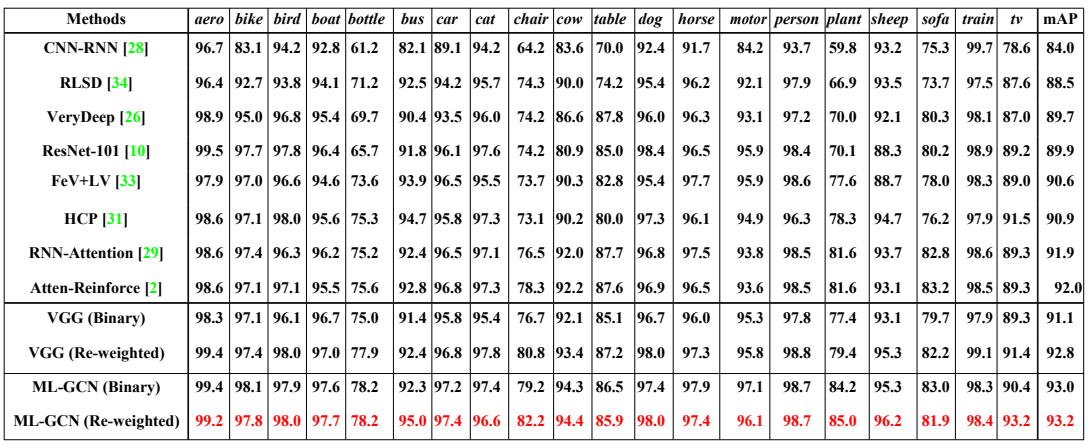 Methods aero bike bird boat bottle bus car cat chair cow table dog horse motor person plant sheep sofa train tv mAP
CNN-RNN [28] 96.7 83.1 94.2 92.8 61.2 82.1 89.1 94.2 64.2 83.6 70.0 92.4 91.7 84.2 93.7 59.8 93.2 75.3 99.7 78.6 84.0
RLSD [34] 96.4 92.7 93.8 94.1 71.2 92.5 94.2 95.7 74.3 90.0 74.2 95.4 96.2 92.1 97.9 66.9 93.5 73.7 97.5 87.6 88.5
VeryDeep [26] 98.9 95.0 96.8 95.4 69.7 90.4 93.5 96.0 74.2 86.6 87.8 96.0 96.3 93.1 97.2 70.0 92.1 80.3 98.1 87.0 89.7
ResNet-101 [10] 99.5 97.7 97.8 96.4 65.7 91.8 96.1 97.6 74.2 80.9 85.0 98.4 96.5 95.9 98.4 70.1 88.3 80.2 98.9 89.2 89.9
FeV+LV [33] 97.9 97.0 96.6 94.6 73.6 93.9 96.5 95.5 73.7 90.3 82.8 95.4 97.7 95.9 98.6 77.6 88.7 78.0 98.3 89.0 90.6
HCP [31] 98.6 97.1 98.0 95.6 75.3 94.7 95.8 97.3 73.1 90.2 80.0 97.3 96.1 94.9 96.3 78.3 94.7 76.2 97.9 91.5 90.9
RNN-Attention [29] 98.6 97.4 96.3 96.2 75.2 92.4 96.5 97.1 76.5 92.0 87.7 96.8 97.5 93.8 98.5 81.6 93.7 82.8 98.6 89.3 91.9
Atten-Reinforce [2] 98.6 97.1 97.1 95.5 75.6 92.8 96.8 97.3 78.3 92.2 87.6 96.9 96.5 93.6 98.5 81.6 93.1 83.2 98.5 89.3 92.0
VGG (Binary) 98.3 97.1 96.1 96.7 75.0 91.4 95.8 95.4 76.7 92.1 85.1 96.7 96.0 95.3 97.8 77.4 93.1 79.7 97.9 89.3 91.1
VGG (Re-weighted) 99.4 97.4 98.0 97.0 77.9 92.4 96.8 97.8 80.8 93.4 87.2 98.0 97.3 95.8 98.8 79.4 95.3 82.2 99.1 91.4 92.8
ML-GCN (Binary) 99.4 98.1 97.9 97.6 78.2 92.3 97.2 97.4 79.2 94.3 86.5 97.4 97.9 97.1 98.7 84.2 95.3 83.0 98.3 90.4 93.0
ML-GCN (Re-weighted) 99.2 97.8 98.0 97.7 78.2 95.0 97.4 96.6 82.2 94.4 85.9 98.0 97.4 96.1 98.7 85.0 96.2 81.9 98.4 93.2 93.2